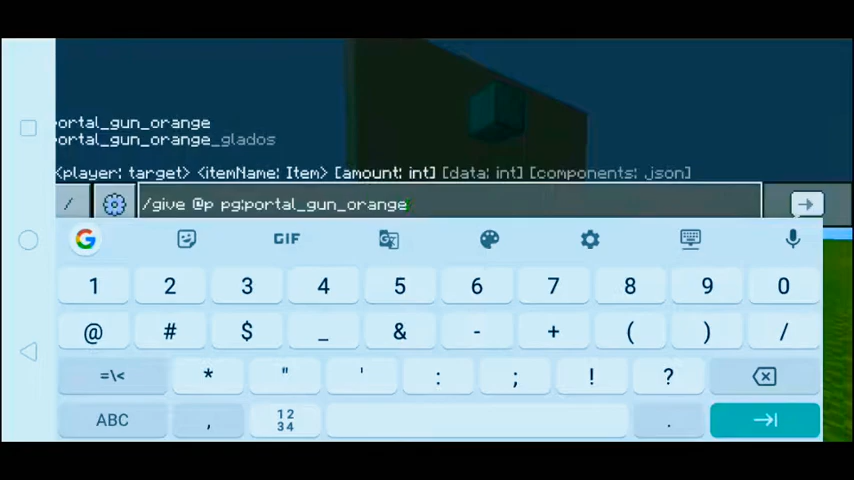 ortal_gun_orange
ortal_gun_orange_glados
<player: target> <itemName: Item> [amount: int] [data: int] [components: json]
/ /give @p pg:portal_gun_orange
G GIF
1 2 3 4 5 6 7 8 9 0
@ # $ _ & - + ( ) /
=\< * " ' : ; ! ?
ABC , 12 34 .